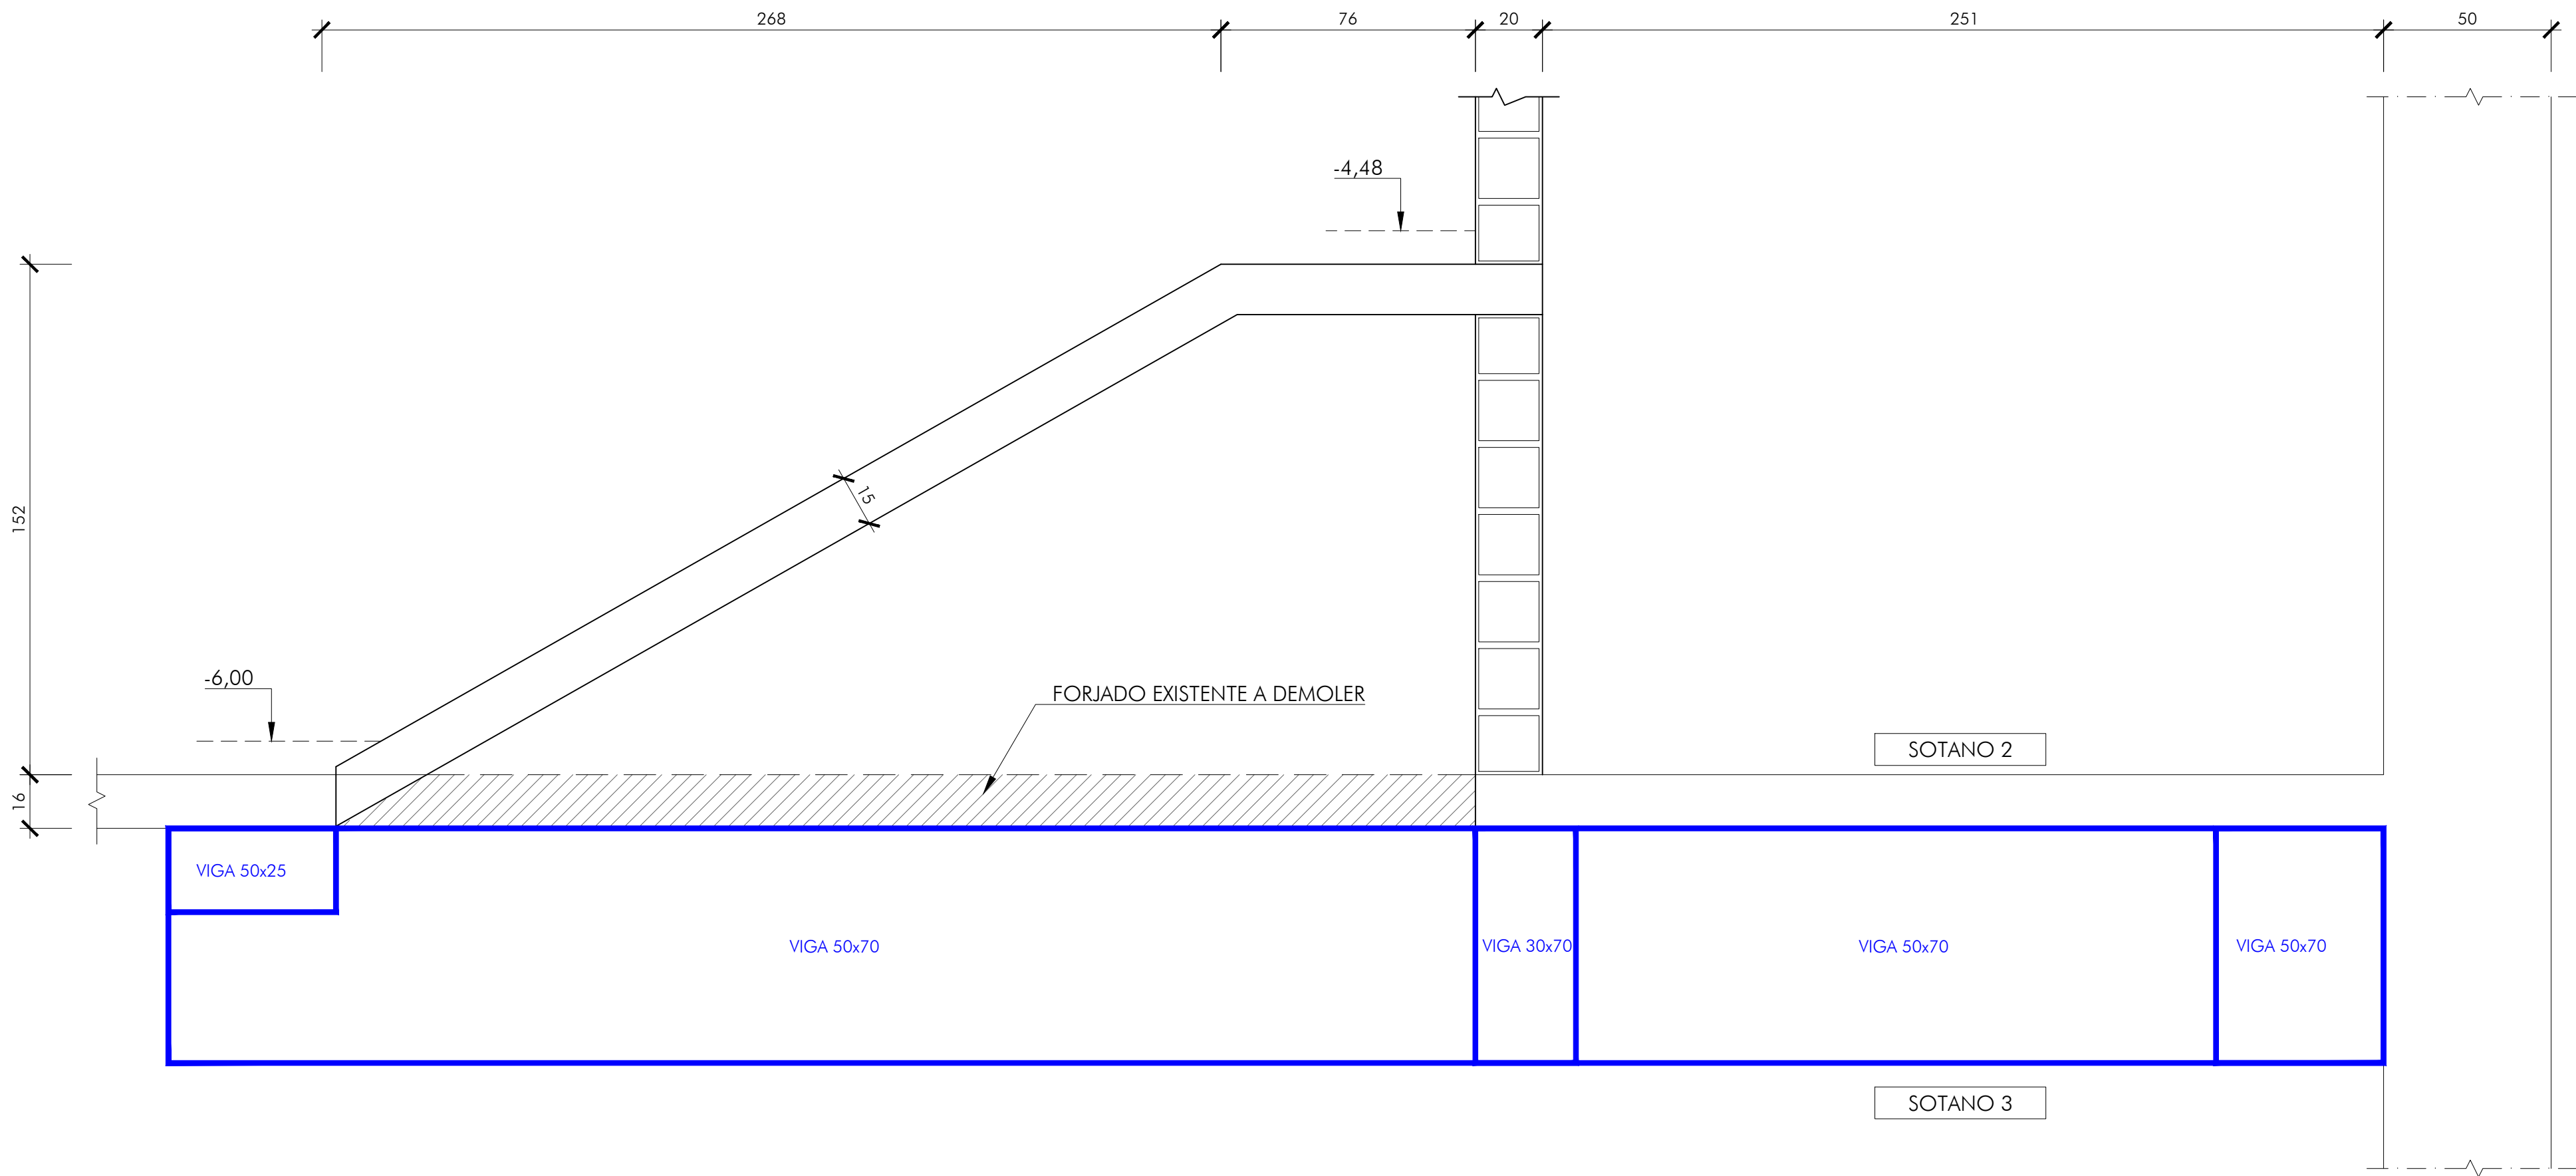 268
76
20
251
50
-4,48
152
15
-6,00
FORJADO EXISTENTE A DEMOLER
SOTANO 2
16
VIGA 50x25
VIGA 50x70
VIGA 30x70
VIGA 50x70
VIGA 50x70
SOTANO 3